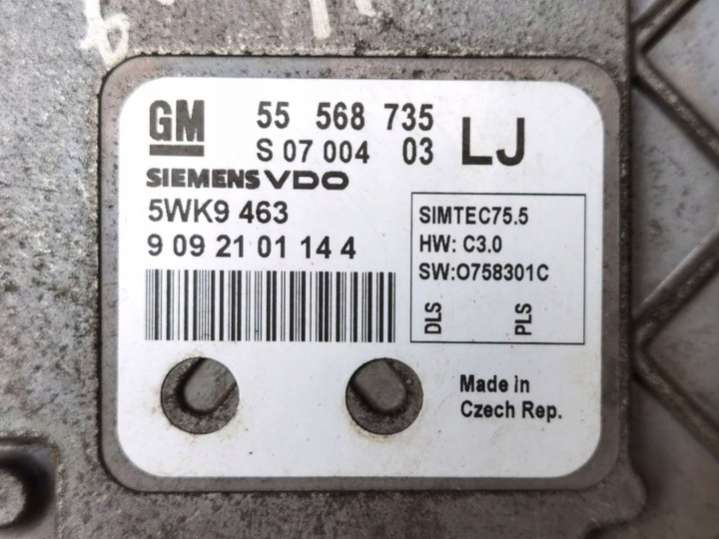 GM 55 568 735 LJ
S 07 004 03
SIEMENS VDO
5WK9 463
9 09 21 01 14 4
SIMTEC75.5
HW: C3.0
SW:O758301C
DLS PLS
Made in
Czech Rep.